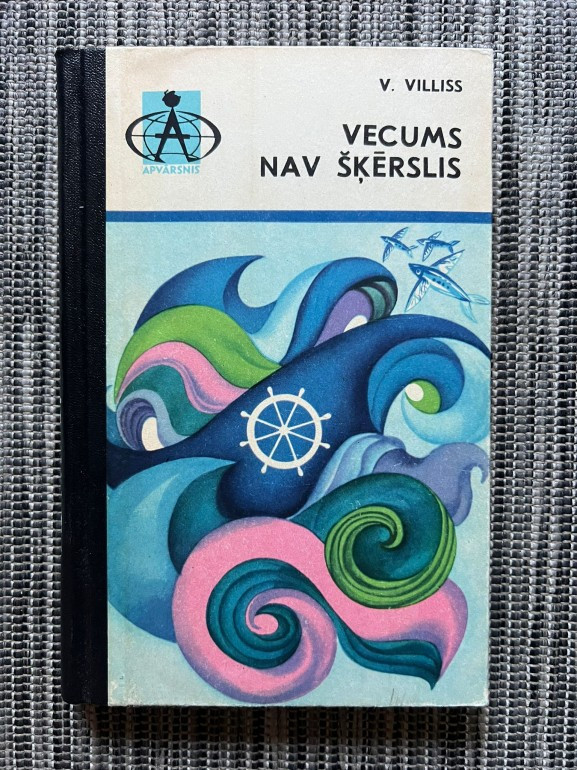 V. VILLISS
VECUMS
NAV ŠĶĒRSLIS
A
APVĀRSNIS